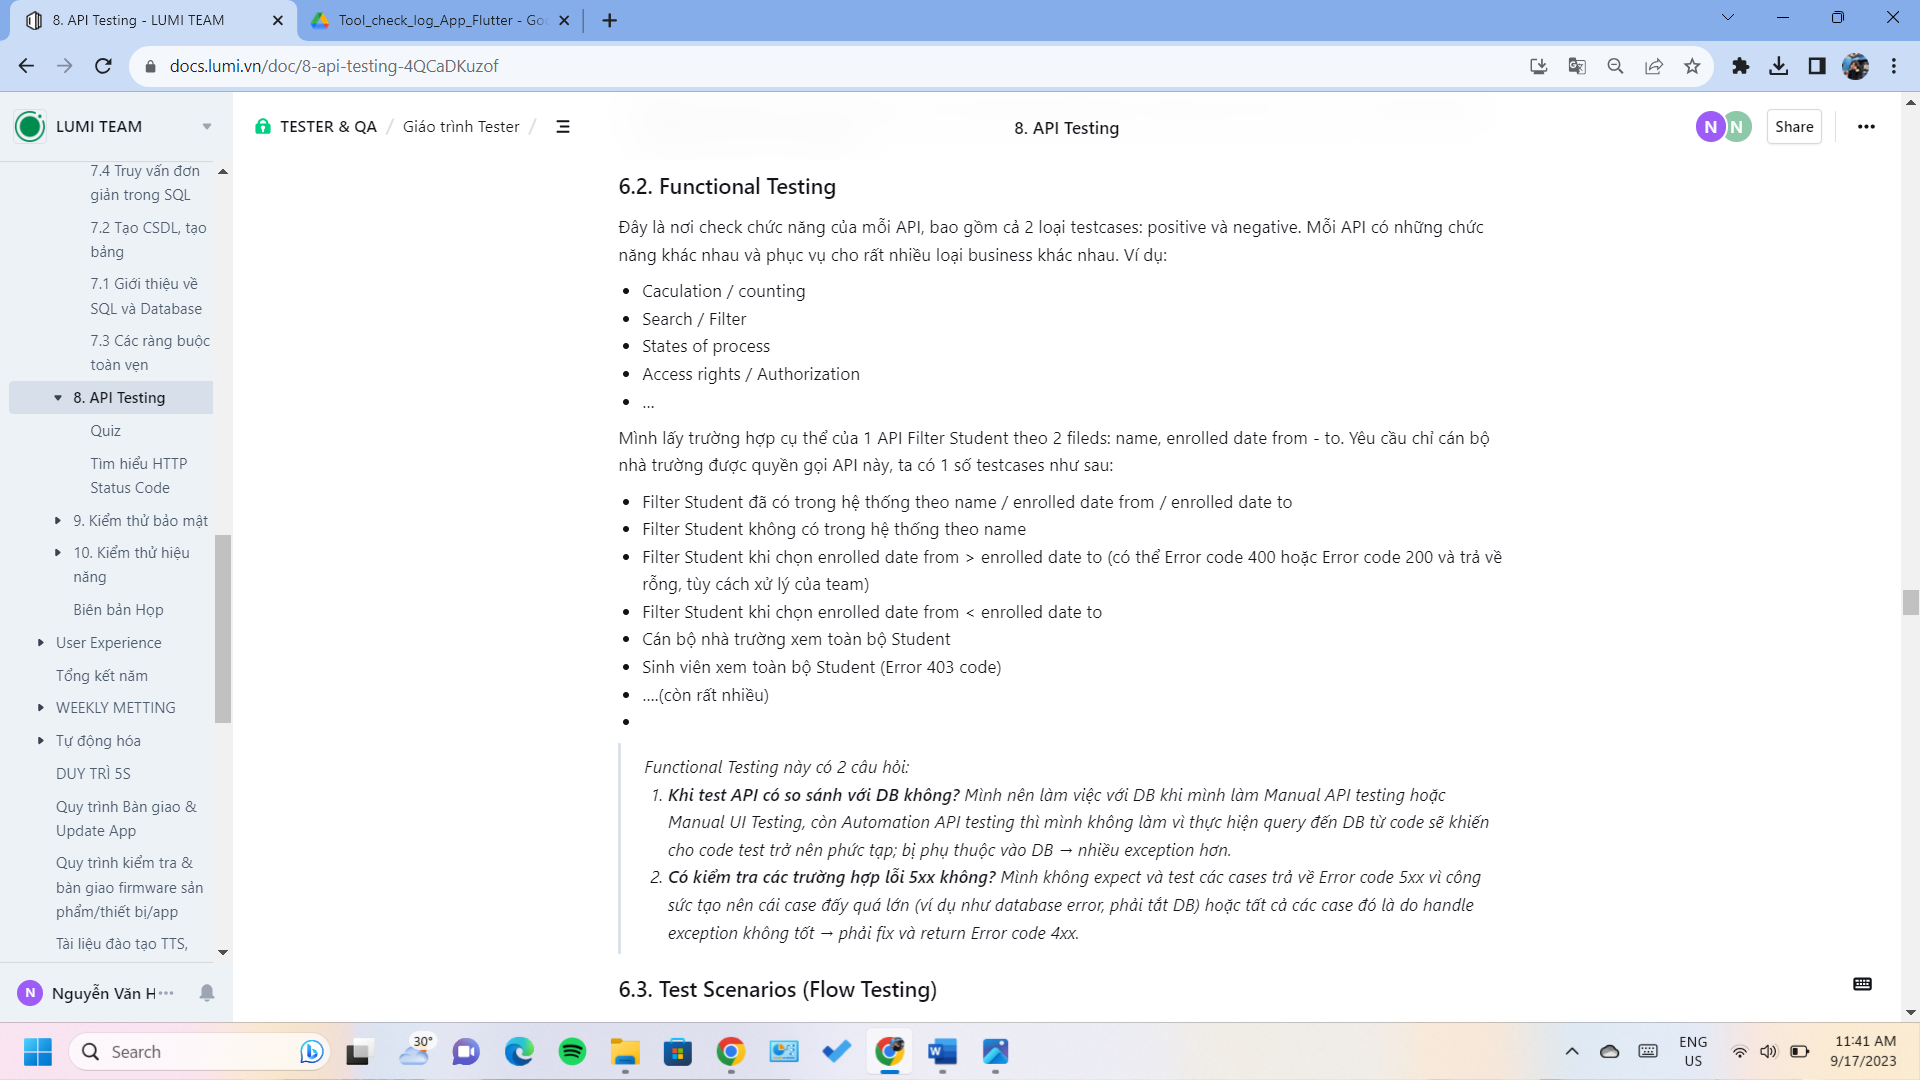 8. API Testing - LUMI TEAM
Tool_check_log_App_Flutter - Goo
docs.lumi.vn/doc/8-api-testing-4QCaDKuzof
LUMI TEAM
TESTER & QA / Giáo trình Tester /
8. API Testing
N
N
Share
7.4 Truy vấn đơn
giản trong SQL
7.2 Tạo CSDL, tạo
bảng
7.1 Giới thiệu về
SQL và Database
7.3 Các ràng buộc
toàn vẹn
8. API Testing
Quiz
Tìm hiểu HTTP
Status Code
9. Kiểm thử bảo mật
10. Kiểm thử hiệu
năng
Biên bản Họp
User Experience
Tổng kết năm
WEEKLY METTING
Tự động hóa
DUY TRÌ 5S
Quy trình Bàn giao &
Update App
Quy trình kiểm tra &
bàn giao firmware sản
phẩm/thiết bị/app
Tài liệu đào tạo TTS,
N
Nguyễn Văn H
6.2. Functional Testing
Đây là nơi check chức năng của mỗi API, bao gồm cả 2 loại testcases: positive và negative. Mỗi API có những chức
năng khác nhau và phục vụ cho rất nhiều loại business khác nhau. Ví dụ:
• Caculation / counting
• Search / Filter
• States of process
• Access rights / Authorization
• ...
Mình lấy trường hợp cụ thể của 1 API Filter Student theo 2 fileds: name, enrolled date from - to. Yêu cầu chỉ cán bộ
nhà trường được quyền gọi API này, ta có 1 số testcases như sau:
• Filter Student đã có trong hệ thống theo name / enrolled date from / enrolled date to
• Filter Student không có trong hệ thống theo name
• Filter Student khi chọn enrolled date from > enrolled date to (có thể Error code 400 hoặc Error code 200 và trả về
rỗng, tùy cách xử lý của team)
• Filter Student khi chọn enrolled date from < enrolled date to
• Cán bộ nhà trường xem toàn bộ Student
• Sinh viên xem toàn bộ Student (Error 403 code)
• ....(còn rất nhiều)
•
Functional Testing này có 2 câu hỏi:
1. Khi test API có so sánh với DB không? Mình nên làm việc với DB khi mình làm Manual API testing hoặc
Manual UI Testing, còn Automation API testing thì mình không làm vì thực hiện query đến DB từ code sẽ khiến
cho code test trở nên phức tạp; bị phụ thuộc vào DB → nhiều exception hơn.
2. Có kiểm tra các trường hợp lỗi 5xx không? Mình không expect và test các cases trả về Error code 5xx vì công
sức tạo nên cái case đấy quá lớn (ví dụ như database error, phải tắt DB) hoặc tất cả các case đó là do handle
exception không tốt → phải fix và return Error code 4xx.
6.3. Test Scenarios (Flow Testing)
Search
30°
ENG
US
11:41 AM
9/17/2023